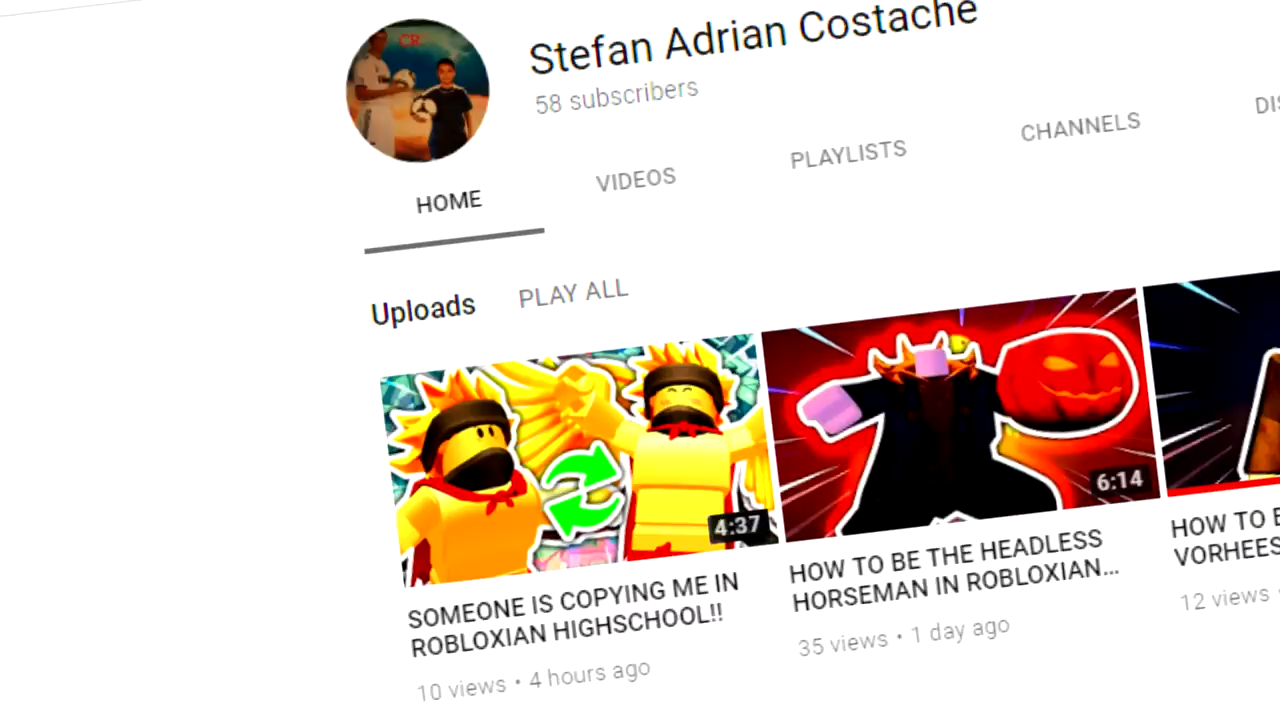 CR
Stefan Adrian Costache
58 subscribers
HOME
VIDEOS
PLAYLISTS
CHANNELS
Uploads
PLAY ALL
4:37
6:14
SOMEONE IS COPYING ME IN
ROBLOXIAN HIGHSCHOOL!!
10 views • 4 hours ago
HOW TO BE THE HEADLESS
HORSEMAN IN ROBLOXIAN...
35 views • 1 day ago
HOW TO
VORHEES
12 views •